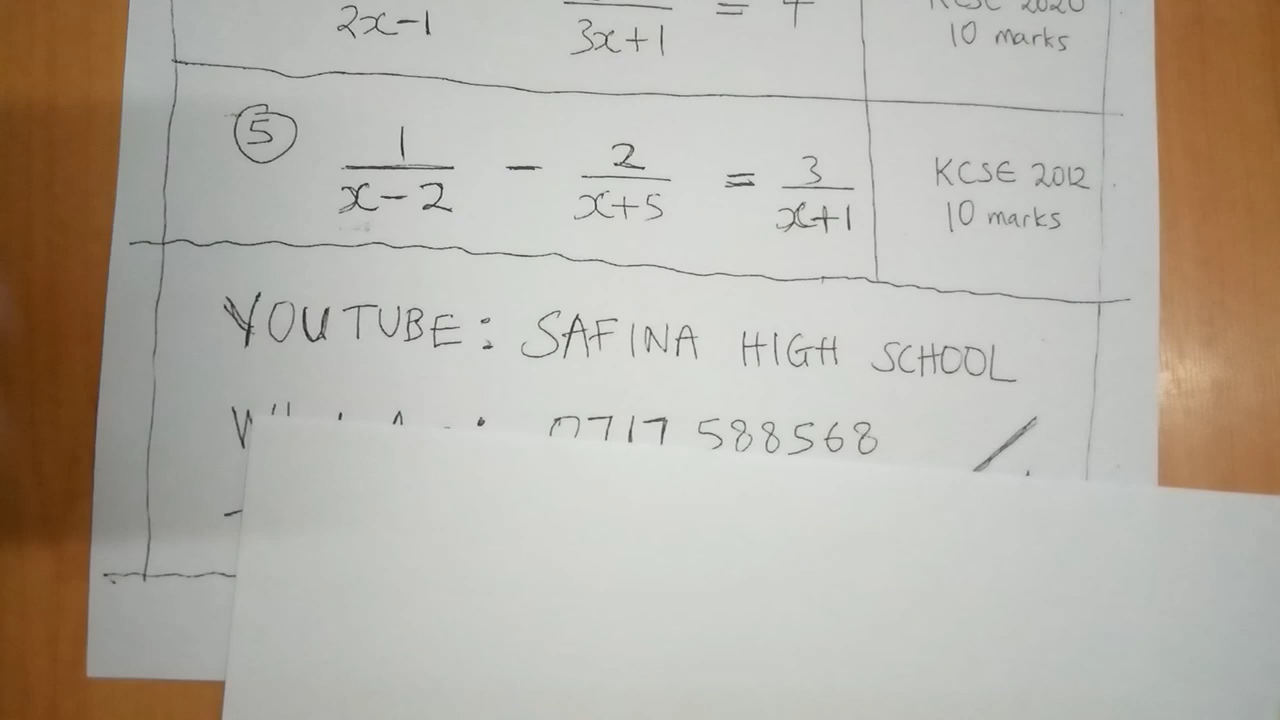 2x-1 3x+1 =
KCSE 2020
10 marks
5 1/(x-2) - 2/(x+5) = 3/(x+1)
KCSE 2012
10 marks
YOUTUBE: SAFINA HIGH SCHOOL
0717 588568